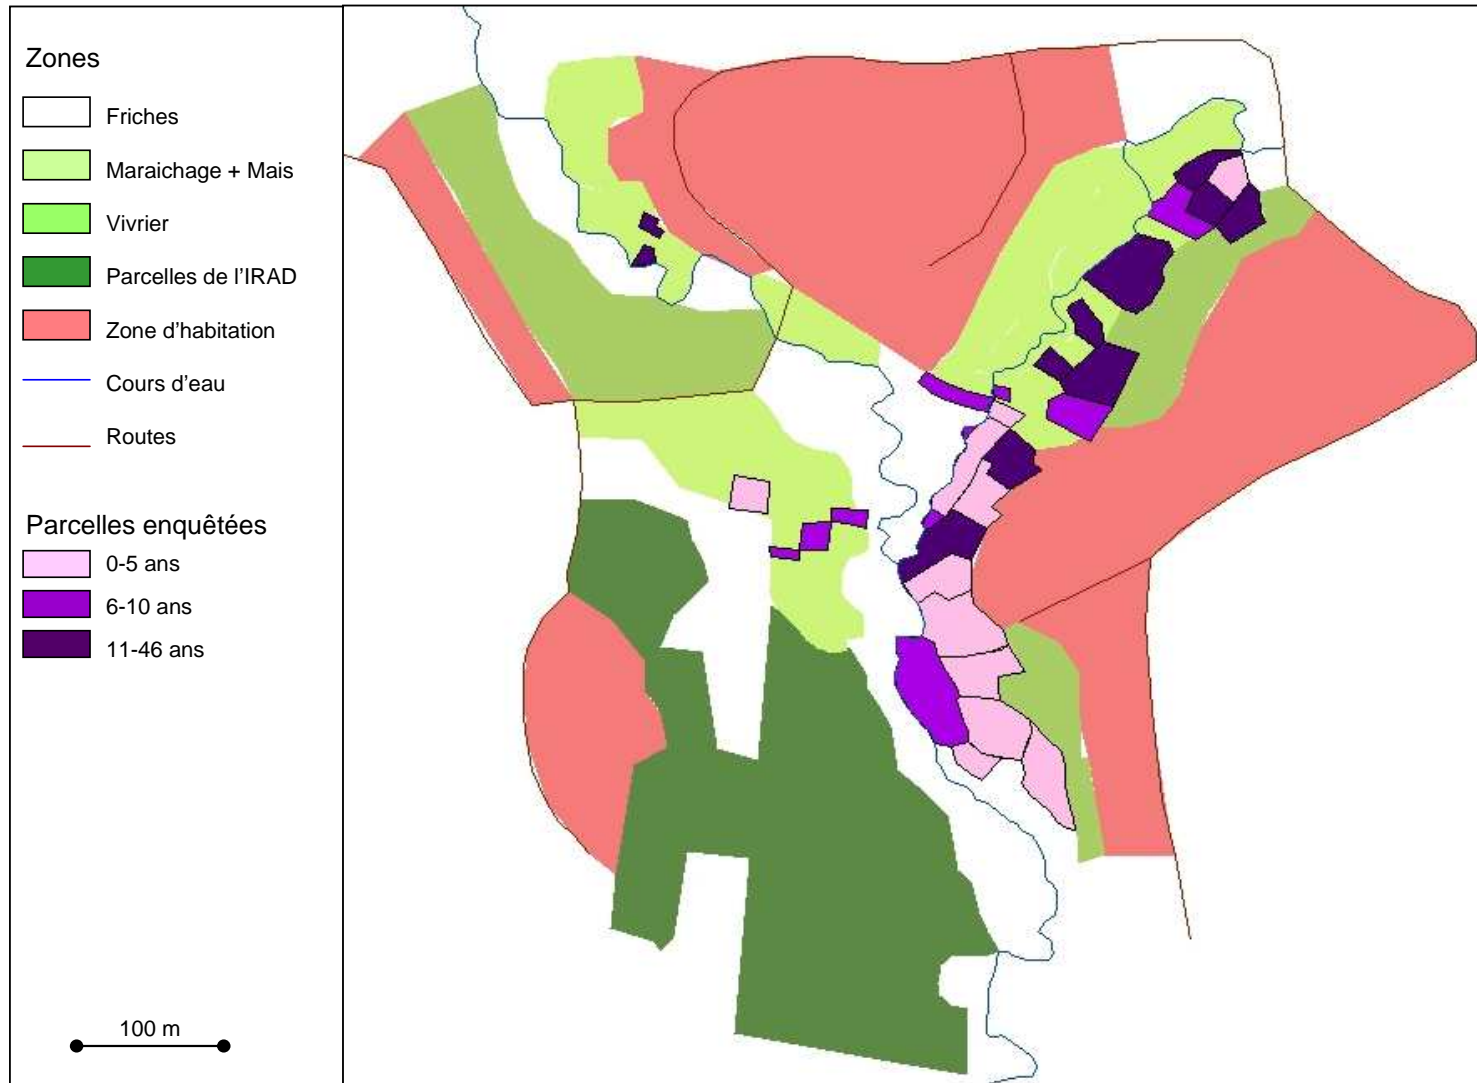 Zones
Friches
Maraichage + Mais
Vivrier
Parcelles de l'IRAD
Zone d'habitation
Cours d'eau
Routes
Parcelles enquêtées
0-5 ans
6-10 ans
11-46 ans
100 m